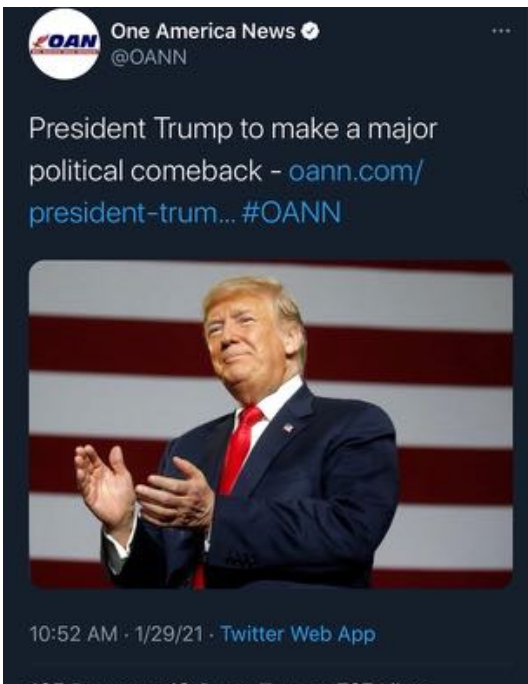 OAN
One America News
@OANN
President Trump to make a major
political comeback - oann.com/
president-trum... #OANN
10:52 AM · 1/29/21 · Twitter Web App